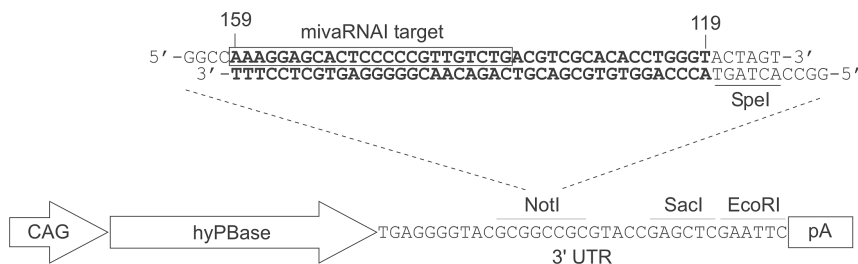 159 119
mivaRNAI target
5′-GGCCAAAGGAGCACTCCCCCGTTGTCTGACGTCGCACACCTGGGTACTAGT-3′
3′-TTTCCTCGTGAGGGGGCAACAGACTGCAGCGTGTGGACCCATGATCACCGG-5′
SpeI
NotI SacI EcoRI
CAG hyPBase TGAGGGGTACGCGGCCGCGTACCGAGCTCGAATTC pA
3' UTR